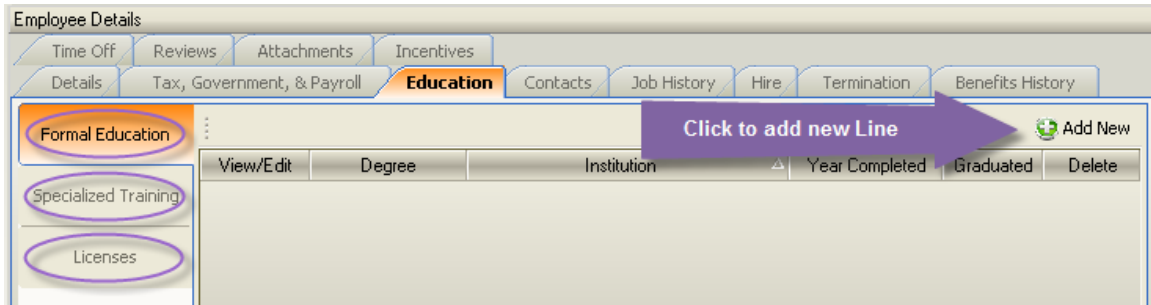 Employee Details
Time Off Reviews Attachments Incentives
Details Tax, Government, & Payroll Education Contacts Job History Hire Termination Benefits History
Formal Education Click to add new Line Add New
View/Edit Degree Institution Year Completed Graduated Delete
Specialized Training
Licenses